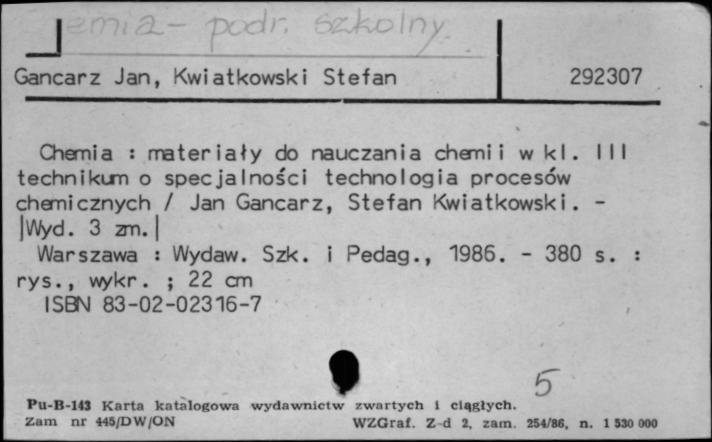 emia - podr. szkolny
Gancarz Jan, Kwiatkowski Stefan 292307
Chemia : materiały do nauczania chemii w kl. III
technikum o specjalności technologia procesów
chemicznych / Jan Gancarz, Stefan Kwiatkowski. -
|Wyd. 3 zm.|
Warszawa : Wydaw. Szk. i Pedag., 1986. - 380 s. :
rys., wykr. ; 22 cm
ISBN 83-02-02316-7
5
Pu-B-143 Karta katalogowa wydawnictw zwartych i ciągłych.
Zam nr 445/DW/ON WZGraf. Z-d 2, zam. 254/86, n. 1 530 000